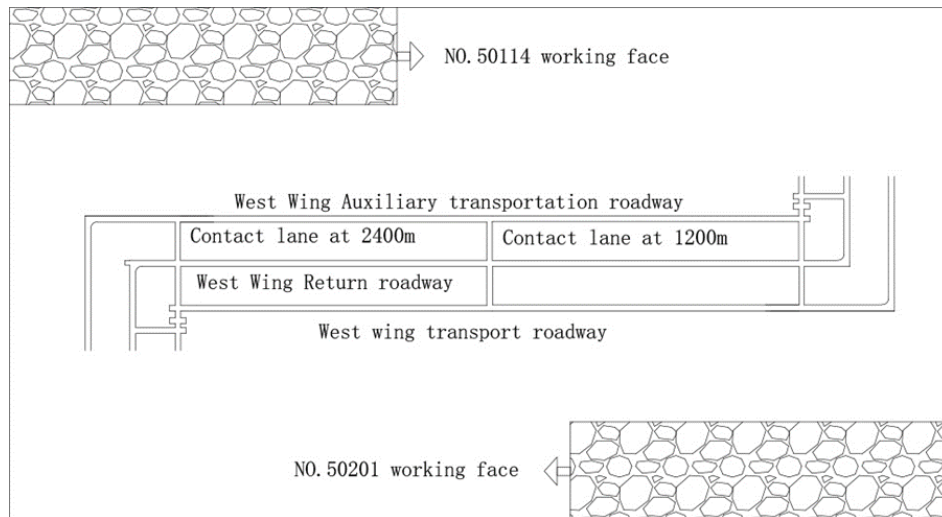 NO.50114 working face
West Wing Auxiliary transportation roadway
Contact lane at 2400m
Contact lane at 1200m
West Wing Return roadway
West wing transport roadway
NO.50201 working face